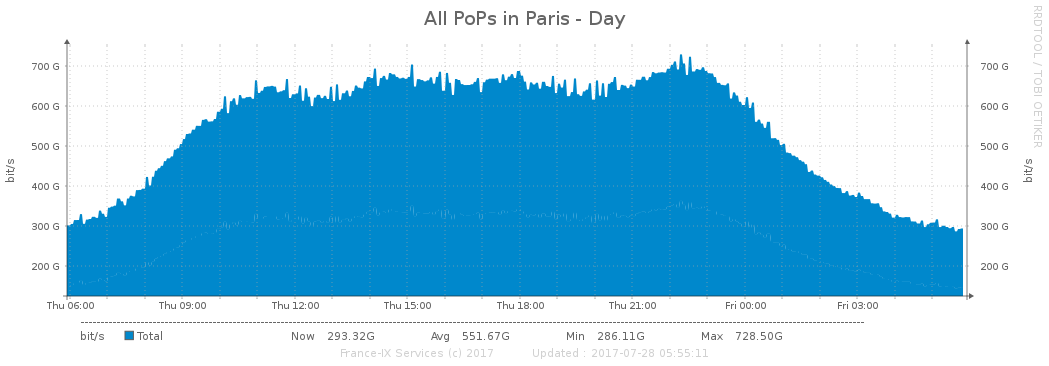 All PoPs in Paris - Day
RRDTOOL / TOBI OETIKER
bit/s
bit/s
700 G
700 G
600 G
600 G
500 G
500 G
400 G
400 G
300 G
300 G
200 G
200 G
Thu 06:00 Thu 09:00 Thu 12:00 Thu 15:00 Thu 18:00 Thu 21:00 Fri 00:00 Fri 03:00
bit/s Total Now 293.32G Avg 551.67G Min 286.11G Max 728.50G
France-IX Services (c) 2017 Updated : 2017-07-28 05:55:11